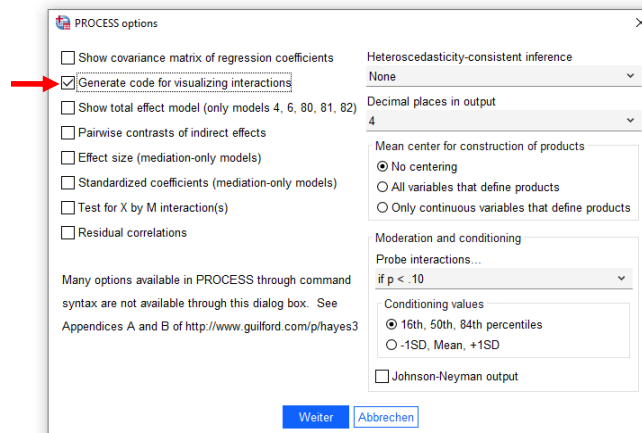 PROCESS options
Show covariance matrix of regression coefficients
Generate code for visualizing interactions
Show total effect model (only models 4, 6, 80, 81, 82)
Pairwise contrasts of indirect effects
Effect size (mediation-only models)
Standardized coefficients (mediation-only models)
Test for X by M interaction(s)
Residual correlations
Many options available in PROCESS through command
syntax are not available through this dialog box. See
Appendices A and B of http://www.guilford.com/p/hayes3
Heteroscedasticity-consistent inference
None
Decimal places in output
4
Mean center for construction of products
No centering
All variables that define products
Only continuous variables that define products
Moderation and conditioning
Probe interactions...
if p < .10
Conditioning values
16th, 50th, 84th percentiles
-1SD, Mean, +1SD
Johnson-Neyman output
Weiter
Abbrechen